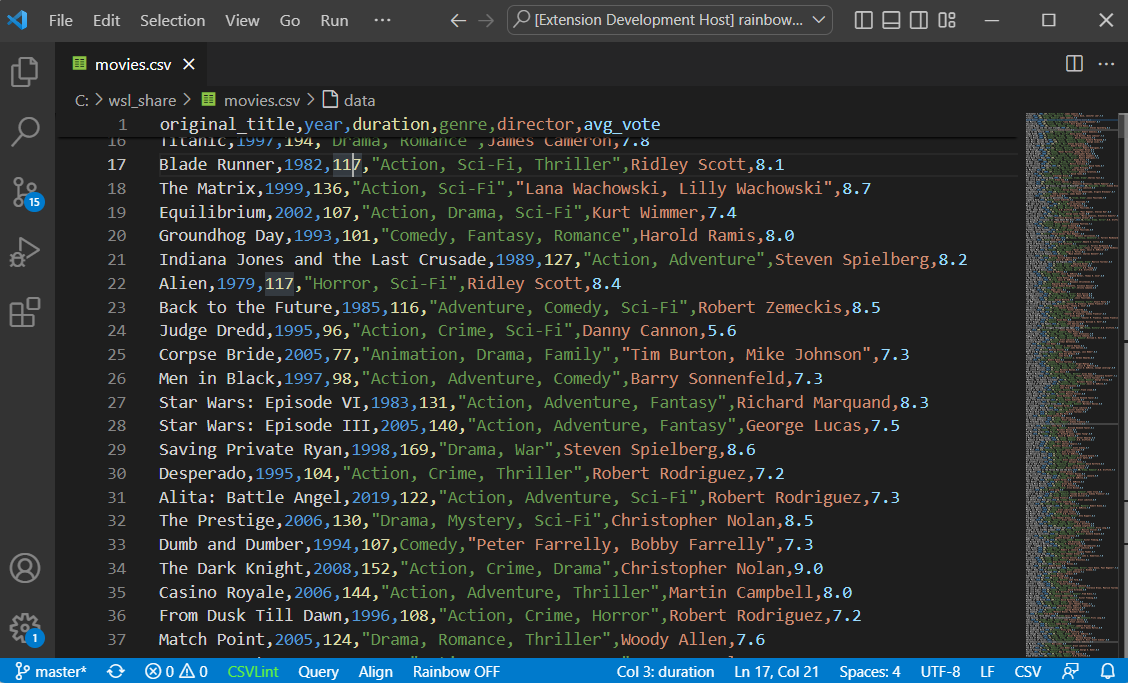 File Edit Selection View Go Run ··· [Extension Development Host] rainbow...
movies.csv
C: > wsl_share > movies.csv > data
1 original_title,year,duration,genre,director,avg_vote
16 Titanic,1997,194,"Drama, Romance",James Cameron,7.8
17 Blade Runner,1982,117,"Action, Sci-Fi, Thriller",Ridley Scott,8.1
18 The Matrix,1999,136,"Action, Sci-Fi","Lana Wachowski, Lilly Wachowski",8.7
19 Equilibrium,2002,107,"Action, Drama, Sci-Fi",Kurt Wimmer,7.4
20 Groundhog Day,1993,101,"Comedy, Fantasy, Romance",Harold Ramis,8.0
21 Indiana Jones and the Last Crusade,1989,127,"Action, Adventure",Steven Spielberg,8.2
22 Alien,1979,117,"Horror, Sci-Fi",Ridley Scott,8.4
23 Back to the Future,1985,116,"Adventure, Comedy, Sci-Fi",Robert Zemeckis,8.5
24 Judge Dredd,1995,96,"Action, Crime, Sci-Fi",Danny Cannon,5.6
25 Corpse Bride,2005,77,"Animation, Drama, Family","Tim Burton, Mike Johnson",7.3
26 Men in Black,1997,98,"Action, Adventure, Comedy",Barry Sonnenfeld,7.3
27 Star Wars: Episode VI,1983,131,"Action, Adventure, Fantasy",Richard Marquand,8.3
28 Star Wars: Episode III,2005,140,"Action, Adventure, Fantasy",George Lucas,7.5
29 Saving Private Ryan,1998,169,"Drama, War",Steven Spielberg,8.6
30 Desperado,1995,104,"Action, Crime, Thriller",Robert Rodriguez,7.2
31 Alita: Battle Angel,2019,122,"Action, Adventure, Sci-Fi",Robert Rodriguez,7.3
32 The Prestige,2006,130,"Drama, Mystery, Sci-Fi",Christopher Nolan,8.5
33 Dumb and Dumber,1994,107,Comedy,"Peter Farrelly, Bobby Farrelly",7.3
34 The Dark Knight,2008,152,"Action, Crime, Drama",Christopher Nolan,9.0
35 Casino Royale,2006,144,"Action, Adventure, Thriller",Martin Campbell,8.0
36 From Dusk Till Dawn,1996,108,"Action, Crime, Horror",Robert Rodriguez,7.2
37 Match Point,2005,124,"Drama, Romance, Thriller",Woody Allen,7.6
15
1
master* 0 0 CSVLint Query Align Rainbow OFF Col 3: duration Ln 17, Col 21 Spaces: 4 UTF-8 LF CSV